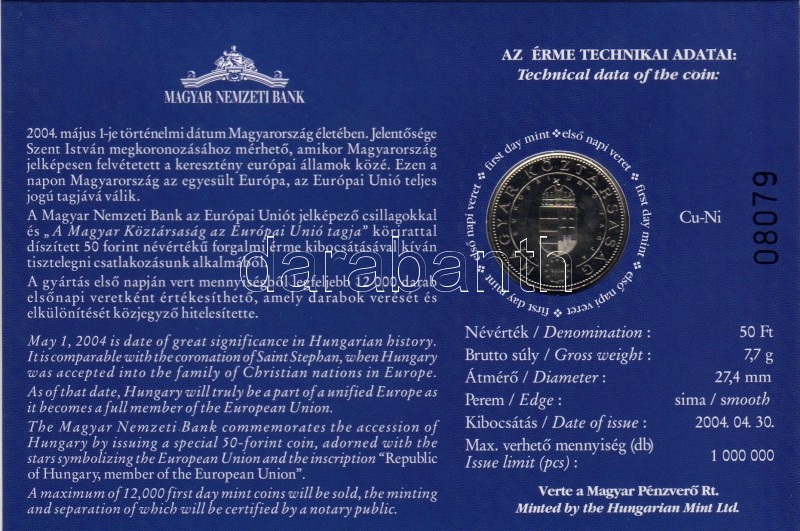 MAGYAR NEMZETI BANK
2004. május 1-je történelmi dátum Magyarország életében. Jelentősége
Szent István megkoronázásához mérhető, amikor Magyarország
jelképesen felvétetett a keresztény európai államok közé. Ezen a
napon Magyarország az egyesült Európa, az Európai Unió teljes
jogú tagjává válik.
A Magyar Nemzeti Bank az Európai Uniót jelképező csillagokkal
és „A Magyar Köztársaság az Európai Unió tagja” körirattal
díszített 50 forint névértékű forgalmi érme kibocsátásával kíván
tisztelegni csatlakozásunk alkalmából.
A gyártás első napján vert mennyiségből legfeljebb 12 000 darab
elsőnapi veretként értékesíthető, amely darabok verését és
elkülönítését közjegyző hitelesítette.
May 1, 2004 is date of great significance in Hungarian history.
It is comparable with the coronation of Saint Stephan, when Hungary
was accepted into the family of Christian nations in Europe.
As of that date, Hungary will truly be a part of a unified Europe as
it becomes a full member of the European Union.
The Magyar Nemzeti Bank commemorates the accession of
Hungary by issuing a special 50-forint coin, adorned with the
stars symbolizing the European Union and the inscription “Republic
of Hungary, member of the European Union”.
A maximum of 12,000 first day mint coins will be sold, the minting
and separation of which will be certified by a notary public.
AZ ÉRME TECHNIKAI ADATAI:
Technical data of the coin:
első napi veret ❖ first day mint ❖ első napi veret ❖ first day mint ❖ első napi veret ❖ first day mint ❖
MAGYAR KÖZTÁRSASÁG
Cu-Ni
08079
Névérték / Denomination : 50 Ft
Brutto súly / Gross weight : 7,7 g
Átmérő / Diameter : 27,4 mm
Perem / Edge : sima / smooth
Kibocsátás / Date of issue : 2004. 04. 30.
Max. verhető mennyiség (db)
Issue limit (pcs) : 1 000 000
Verte a Magyar Pénzverő Rt.
Minted by the Hungarian Mint Ltd.
darabanth